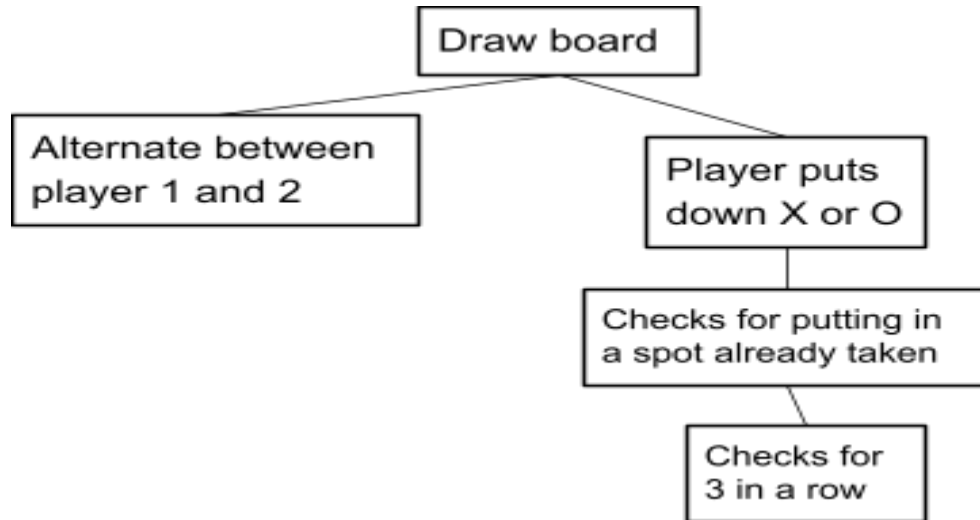 Draw board
Alternate between
player 1 and 2
Player puts
down X or O
Checks for putting in
a spot already taken
Checks for
3 in a row